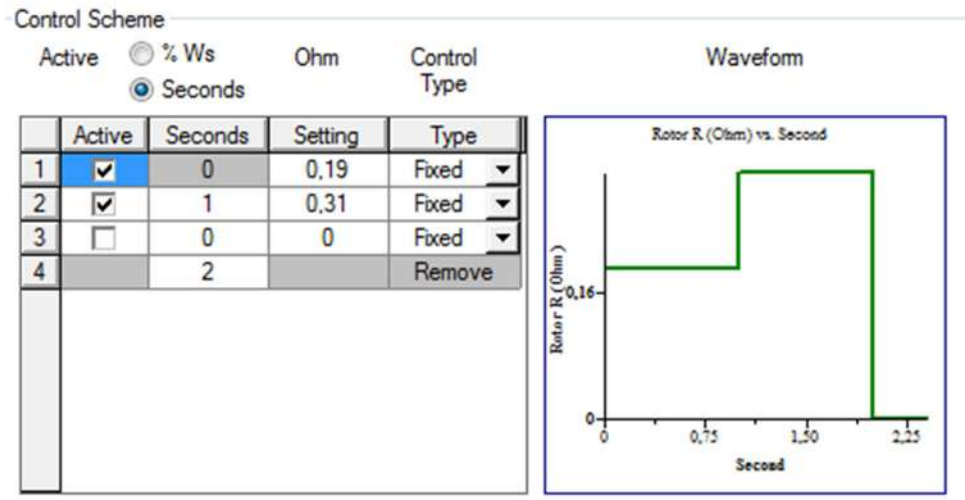 Control Scheme
Active % Ws Ohm Control Type Waveform
Seconds
Active Seconds Setting Type
1 0 0,19 Fixed
2 1 0,31 Fixed
3 0 0 Fixed
4 2 Remove
Rotor R (Ohm) vs. Second
Rotor R (Ohm)
0,16
0
0 0,75 1,50 2,25
Second